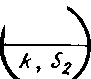 k, S₂